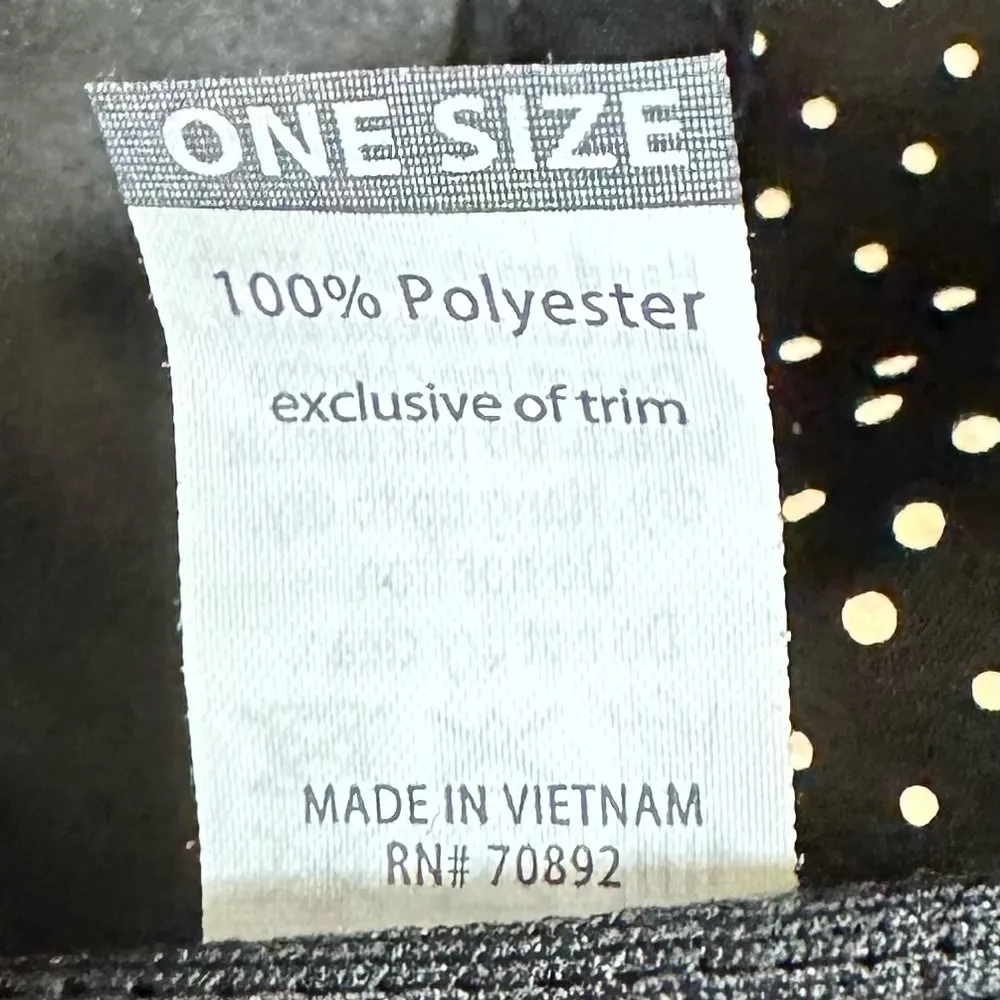 ONE SIZE
100% Polyester
exclusive of trim
MADE IN VIETNAM
RN# 70892